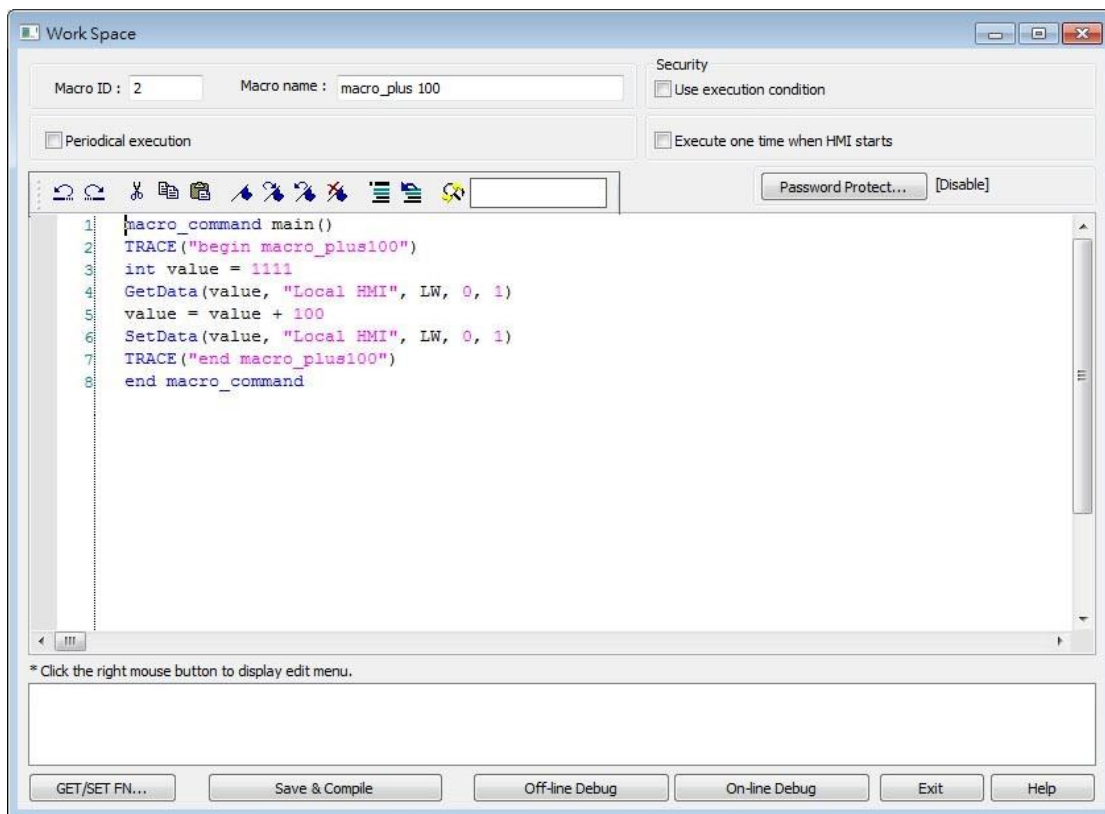 Work Space
Macro ID : 2 Macro name : macro_plus 100
Security
Use execution condition
Periodical execution
Execute one time when HMI starts
Password Protect... [Disable]
1 macro_command main()
2 TRACE("begin macro_plus100")
3 int value = 1111
4 GetData(value, "Local HMI", LW, 0, 1)
5 value = value + 100
6 SetData(value, "Local HMI", LW, 0, 1)
7 TRACE("end macro_plus100")
8 end macro_command
* Click the right mouse button to display edit menu.
GET/SET FN... Save & Compile Off-line Debug On-line Debug Exit Help